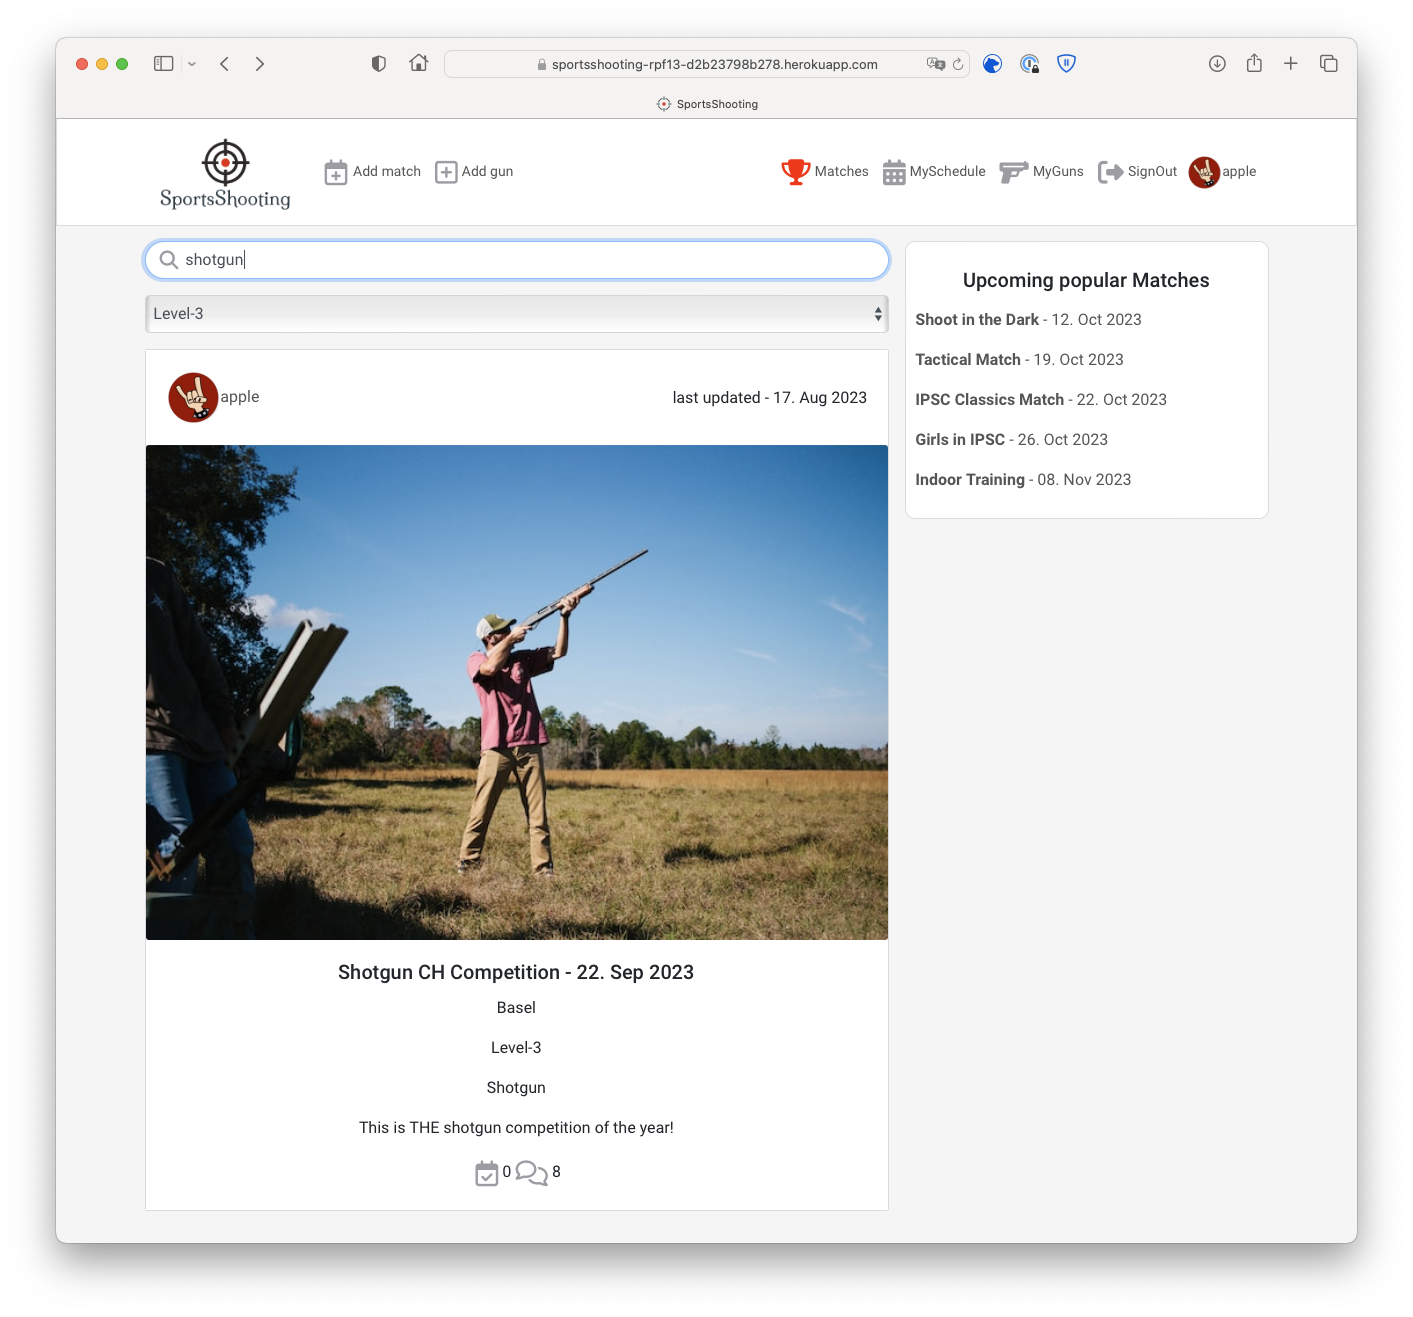 sportsshooting-rpf13-d2b23798b278.herokuapp.com
SportsShooting
SportsShooting
Add match
Add gun
Matches
MySchedule
MyGuns
SignOut
apple
shotgun
Level-3
apple
last updated - 17. Aug 2023
Shotgun CH Competition - 22. Sep 2023
Basel
Level-3
Shotgun
This is THE shotgun competition of the year!
0 8
Upcoming popular Matches
Shoot in the Dark - 12. Oct 2023
Tactical Match - 19. Oct 2023
IPSC Classics Match - 22. Oct 2023
Girls in IPSC - 26. Oct 2023
Indoor Training - 08. Nov 2023